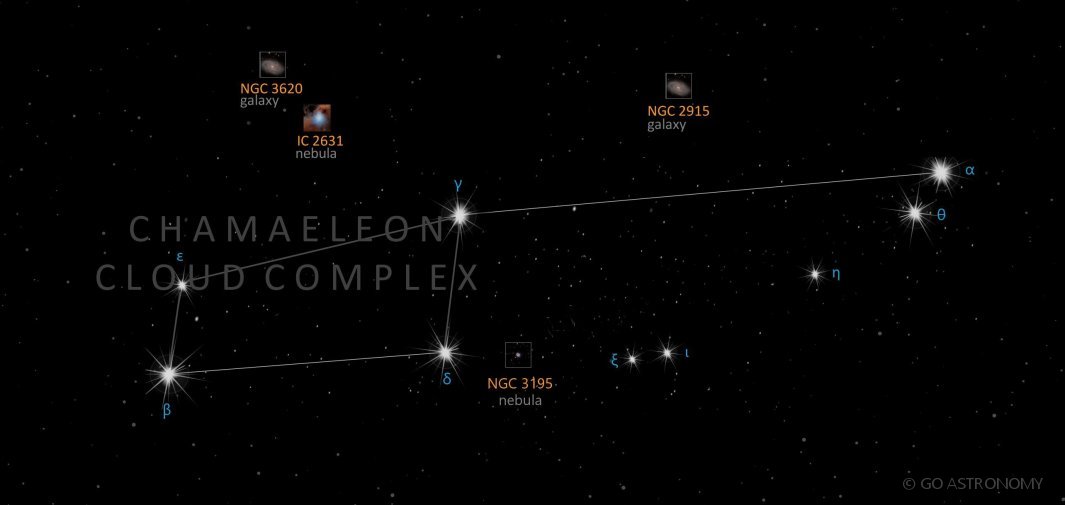 NGC 3620
galaxy
IC 2631
nebula
NGC 2915
galaxy
α
γ
θ
CHAMAELEON
ε
CLOUD COMPLEX
η
ξ
ι
δ
NGC 3195
nebula
β
© GO ASTRONOMY